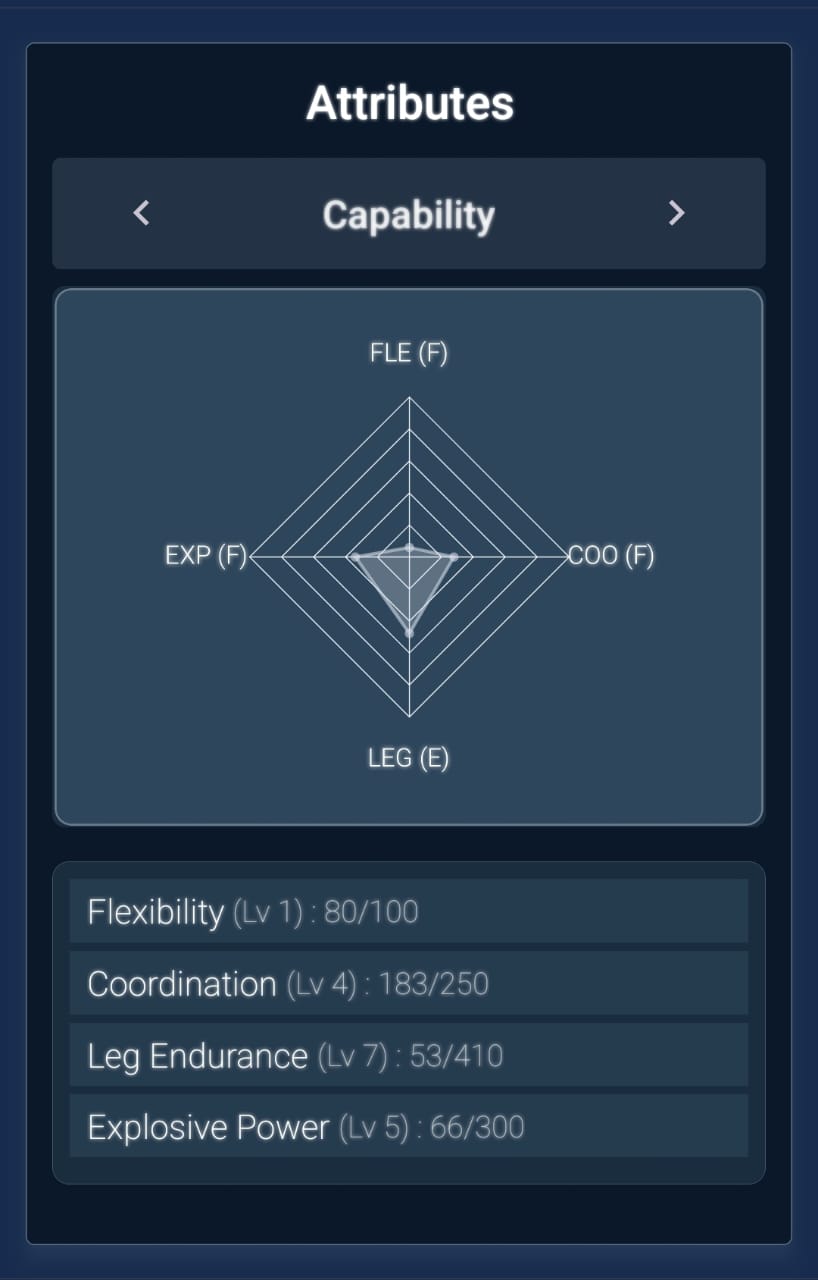 Attributes
Capability
FLE (F)
EXP (F)
COO (F)
LEG (E)
Flexibility (Lv 1) : 80/100
Coordination (Lv 4) : 183/250
Leg Endurance (Lv 7) : 53/410
Explosive Power (Lv 5) : 66/300